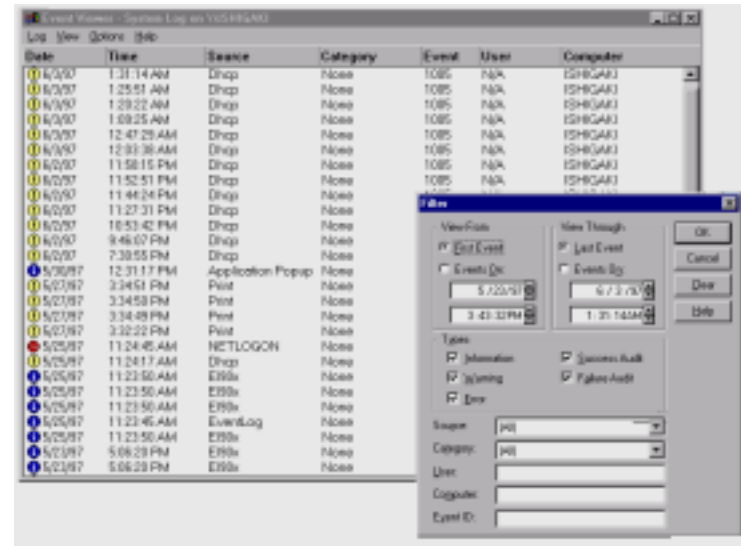 Event Viewer - System Log on
Log View Options Help
Date Time Source Category Event User Computer
6/3/97 1:31:14 AM Dhcp None 1005 N/A ISHIGAKI
6/3/97 1:25:51 AM Dhcp None 1005 N/A ISHIGAKI
6/3/97 1:20:22 AM Dhcp None 1005 N/A ISHIGAKI
6/3/97 1:09:25 AM Dhcp None 1005 N/A ISHIGAKI
6/3/97 12:47:29 AM Dhcp None 1005 N/A ISHIGAKI
6/3/97 12:03:38 AM Dhcp None 1005 N/A ISHIGAKI
6/2/97 11:58:15 PM Dhcp None 1005 N/A ISHIGAKI
6/2/97 11:52:51 PM Dhcp None 1005 N/A ISHIGAKI
6/2/97 11:44:24 PM Dhcp None
6/2/97 11:27:31 PM Dhcp None
6/2/97 10:53:42 PM Dhcp None
6/2/97 9:46:07 PM Dhcp None
6/2/97 7:30:55 PM Dhcp None
5/30/97 12:31:17 PM Application Popup None
5/27/97 3:34:51 PM Print None
5/27/97 3:34:50 PM Print None
5/27/97 3:34:49 PM Print None
5/27/97 3:32:22 PM Print None
5/25/97 11:24:45 AM NETLOGON None
5/25/97 11:24:17 AM Dhcp None
5/25/97 11:23:50 AM El90x None
5/25/97 11:23:50 AM El90x None
5/25/97 11:23:50 AM El90x None
5/25/97 11:23:45 AM EventLog None
5/25/97 11:23:50 AM El90x None
5/23/97 5:06:20 PM El90x None
5/23/97 5:06:20 PM El90x None
Filter
View From
First Event
Events On:
5/23/97
3:43:32 PM
View Through
Last Event
Events On:
6/3/97
1:31:14 AM
OK
Cancel
Clear
Help
Types
Information
Warning
Error
Success Audit
Failure Audit
Source: (All)
Category: (All)
User:
Computer:
Event ID: